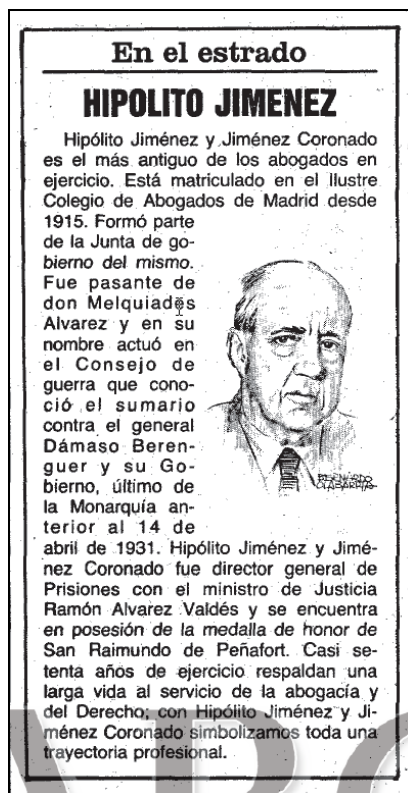 En el estrado
HIPOLITO JIMENEZ
Hipólito Jiménez y Jiménez Coronado
es el más antiguo de los abogados en
ejercicio. Está matriculado en el Ilustre
Colegio de Abogados de Madrid desde
1915. Formó parte
de la Junta de go-
bierno del mismo.
Fue pasante de
don Melquiades
Alvarez y en su
nombre actuó en
el Consejo de
guerra que cono-
ció el sumario
contra el general
Dámaso Beren-
guer y su Go-
bierno, último de
la Monarquía an-
terior al 14 de
abril de 1931. Hipólito Jiménez y Jimé-
nez Coronado fue director general de
Prisiones con el ministro de Justicia
Ramón Alvarez Valdés y se encuentra
en posesión de la medalla de honor de
San Raimundo de Peñafort. Casi se-
tenta años de ejercicio respaldan una
larga vida al servicio de la abogacía y
del Derecho; con Hipólito Jiménez y Ji-
ménez Coronado simbolizamos toda una
trayectoria profesional.